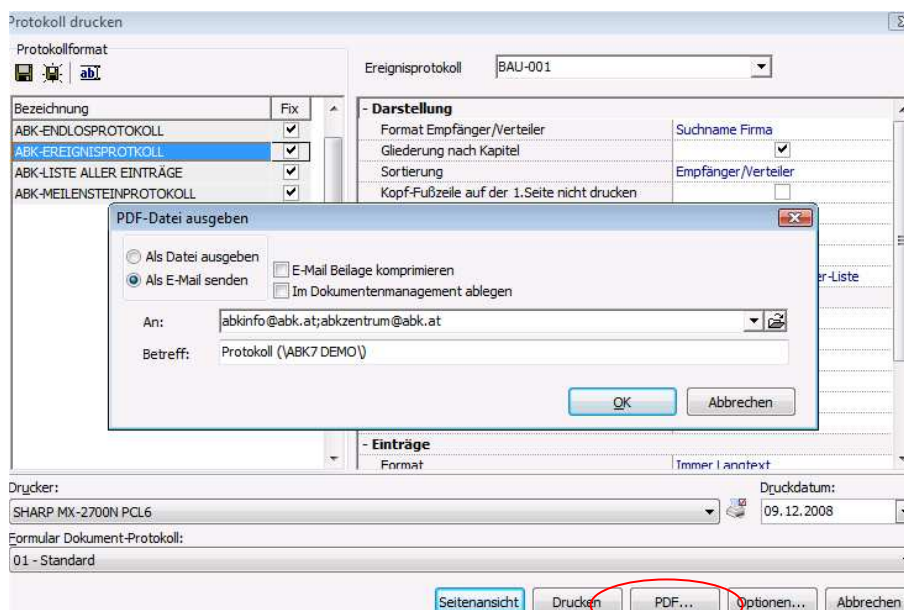 Protokoll drucken
Protokollformat
abI
Ereignisprotokoll BAU-001
Bezeichnung Fix
ABK-ENDLOSPROTOKOLL
ABK-EREIGNISPROTKOLL
ABK-LISTE ALLER EINTRÄGE
ABK-MEILENSTEINPROTOKOLL
- Darstellung
Format Empfänger/Verteiler Suchname Firma
Gliederung nach Kapitel
Sortierung Empfänger/Verteiler
Kopf-Fußzeile auf der 1.Seite nicht drucken
er-Liste
PDF-Datei ausgeben
Als Datei ausgeben
Als E-Mail senden
E-Mail Beilage komprimieren
Im Dokumentenmanagement ablegen
An: abkinfo@abk.at;abkzentrum@abk.at
Betreff: Protokoll (\ABK7 DEMO\)
OK Abbrechen
- Einträge
Format Immer Langtext
Drucker: Druckdatum:
SHARP MX-2700N PCL6 09.12.2008
Formular Dokument-Protokoll:
01 - Standard
Seitenansicht Drucken PDF... Optionen... Abbrechen